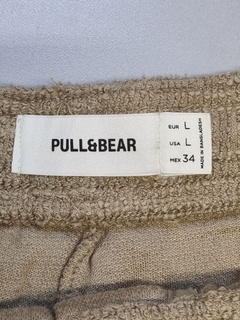 PULL&BEAR
EUR L
USA L
MEX 34
MADE IN BANGLADESH